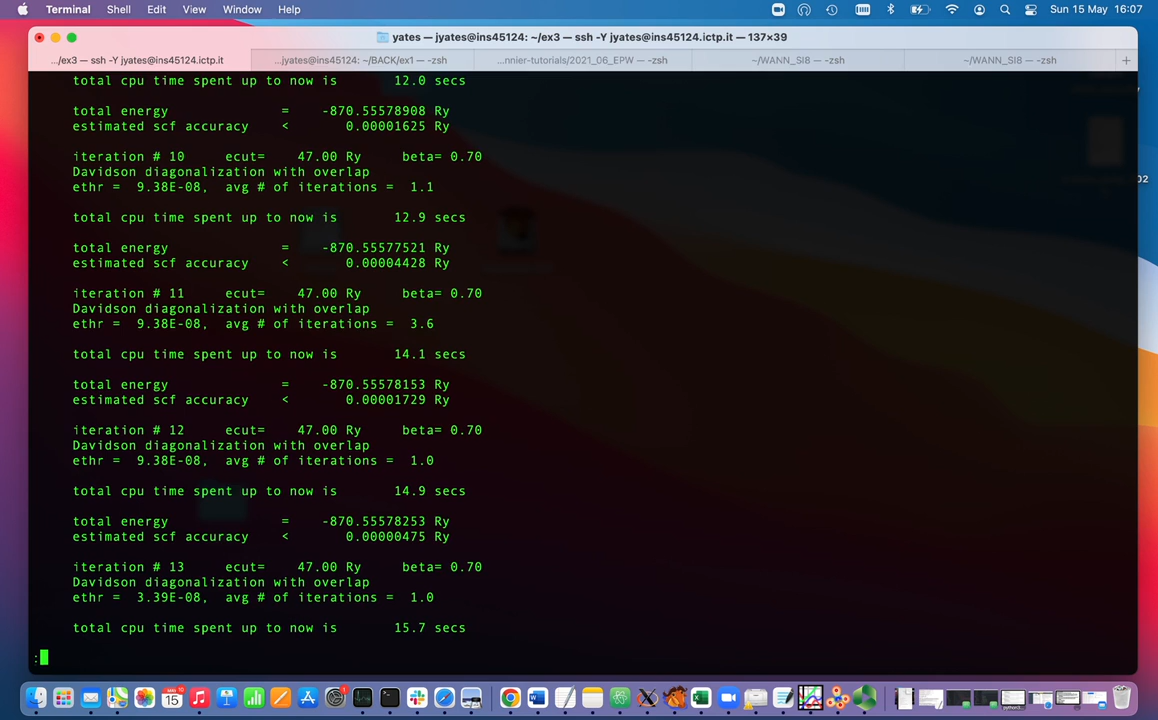 Terminal Shell Edit View Window Help Sun 15 May 16:07
yates — jyates@ins45124: ~/ex3 — ssh -Y jyates@ins45124.ictp.it — 137×39
.../ex3 — ssh -Y jyates@ins45124.ictp.it ...jyates@ins45124: ~/BACK/ex1 — -zsh ...nnier-tutorials/2021_06_EPW — -zsh ~/WANN_SI8 — -zsh ~/WANN_SI8 — -zsh +
total cpu time spent up to now is 12.0 secs
total energy = -870.55578908 Ry
estimated scf accuracy < 0.00001625 Ry
iteration # 10 ecut= 47.00 Ry beta= 0.70
Davidson diagonalization with overlap
ethr = 9.38E-08, avg # of iterations = 1.1
total cpu time spent up to now is 12.9 secs
total energy = -870.55577521 Ry
estimated scf accuracy < 0.00004428 Ry
iteration # 11 ecut= 47.00 Ry beta= 0.70
Davidson diagonalization with overlap
ethr = 9.38E-08, avg # of iterations = 3.6
total cpu time spent up to now is 14.1 secs
total energy = -870.55578153 Ry
estimated scf accuracy < 0.00001729 Ry
iteration # 12 ecut= 47.00 Ry beta= 0.70
Davidson diagonalization with overlap
ethr = 9.38E-08, avg # of iterations = 1.0
total cpu time spent up to now is 14.9 secs
total energy = -870.55578253 Ry
estimated scf accuracy < 0.00000475 Ry
iteration # 13 ecut= 47.00 Ry beta= 0.70
Davidson diagonalization with overlap
ethr = 3.39E-08, avg # of iterations = 1.0
total cpu time spent up to now is 15.7 secs
:
02
15